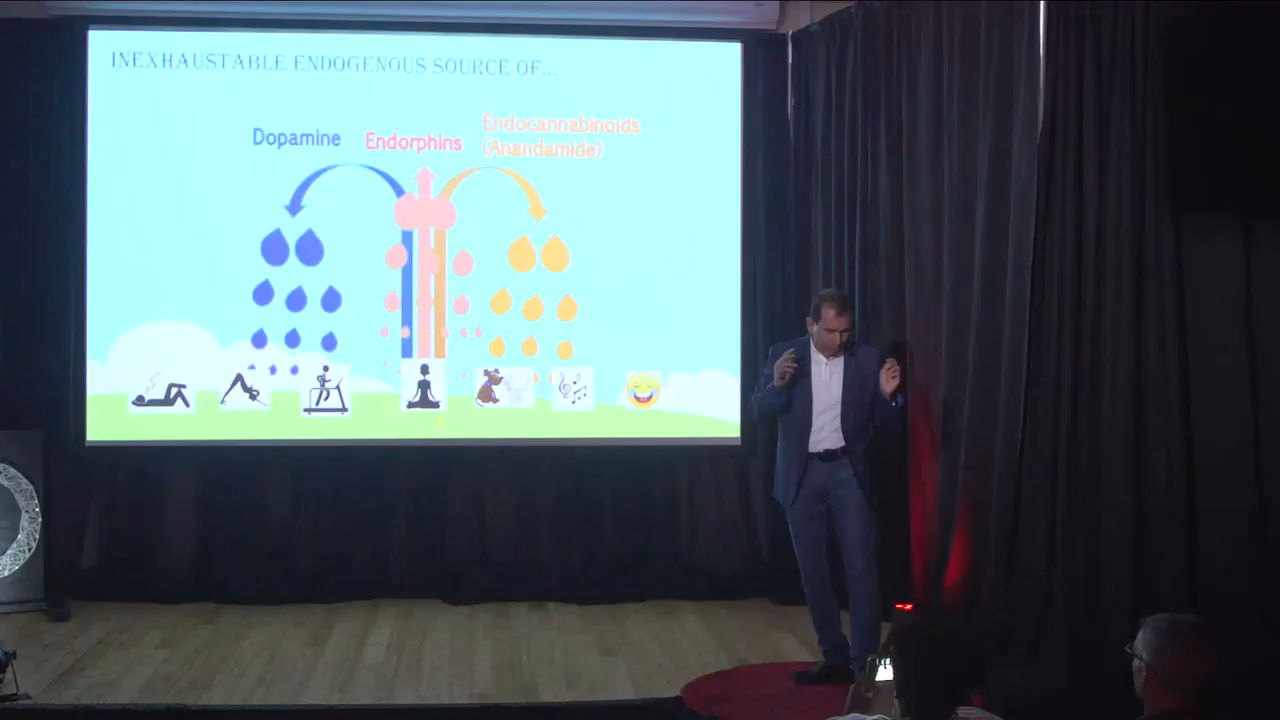 INEXHAUSTABLE ENDOGENOUS SOURCE OF...
Dopamine
Endorphins
Endocannabinoids
(Anandamide)